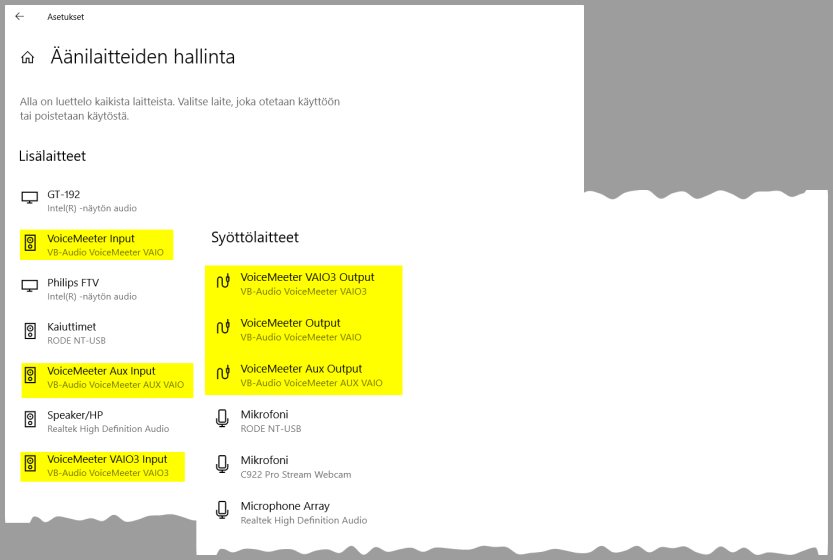 Asetukset
Äänilaitteiden hallinta
Alla on luettelo kaikista laitteista. Valitse laite, joka otetaan käyttöön
tai poistetaan käytöstä.
Lisälaitteet
GT-192
Intel(R) -näytön audio
VoiceMeeter Input
VB-Audio VoiceMeeter VAIO
Philips FTV
Intel(R) -näytön audio
Kaiuttimet
RODE NT-USB
VoiceMeeter Aux Input
VB-Audio VoiceMeeter AUX VAIO
Speaker/HP
Realtek High Definition Audio
VoiceMeeter VAIO3 Input
VB-Audio VoiceMeeter VAIO3
Syöttölaitteet
VoiceMeeter VAIO3 Output
VB-Audio VoiceMeeter VAIO3
VoiceMeeter Output
VB-Audio VoiceMeeter VAIO
VoiceMeeter Aux Output
VB-Audio VoiceMeeter AUX VAIO
Mikrofoni
RODE NT-USB
Mikrofoni
C922 Pro Stream Webcam
Microphone Array
Realtek High Definition Audio